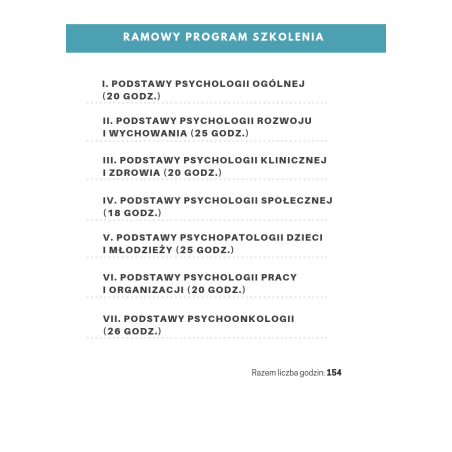 RAMOWY PROGRAM SZKOLENIA
I. PODSTAWY PSYCHOLOGII OGÓLNEJ
(20 GODZ.)
II. PODSTAWY PSYCHOLOGII ROZWOJU
I WYCHOWANIA (25 GODZ.)
III. PODSTAWY PSYCHOLOGII KLINICZNEJ
I ZDROWIA (20 GODZ.)
IV. PODSTAWY PSYCHOLOGII SPOŁECZNEJ
(18 GODZ.)
V. PODSTAWY PSYCHOPATOLOGII DZIECI
I MŁODZIEŻY (25 GODZ.)
VI. PODSTAWY PSYCHOLOGII PRACY
I ORGANIZACJI (20 GODZ.)
VII. PODSTAWY PSYCHOONKOLOGII
(26 GODZ.)
Razem liczba godzin: 154